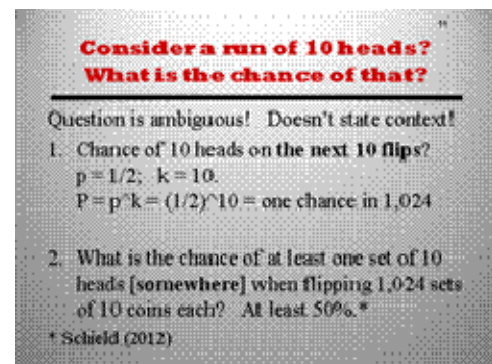 Consider a run of 10 heads?
What is the chance of that?
Question is ambiguous! Doesn't state context!
1. Chance of 10 heads on the next 10 flips?
p = 1/2; k = 10.
P = p^k = (1/2)^10 = one chance in 1,024
2. What is the chance of at least one set of 10
heads [somewhere] when flipping 1,024 sets
of 10 coins each? At least 50%.*
* Schield (2012)